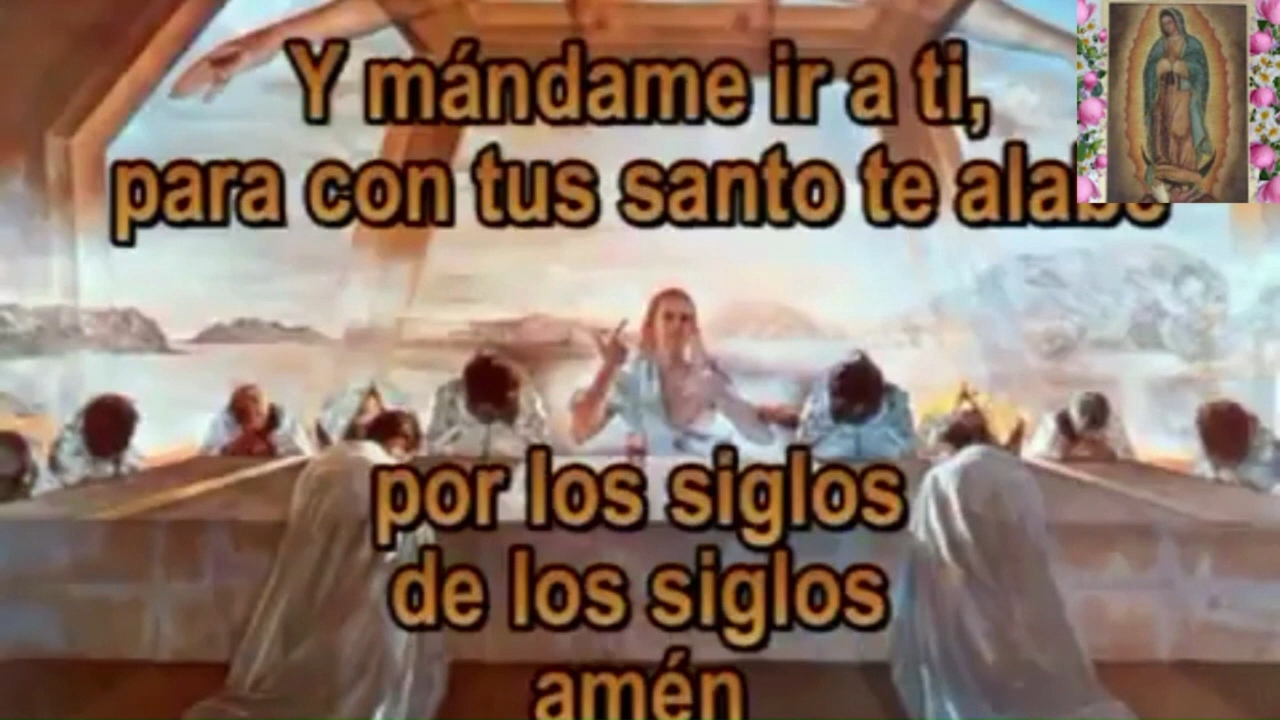 Y mándame ir a ti,
para con tus santo te alabe
por los siglos
de los siglos
amén